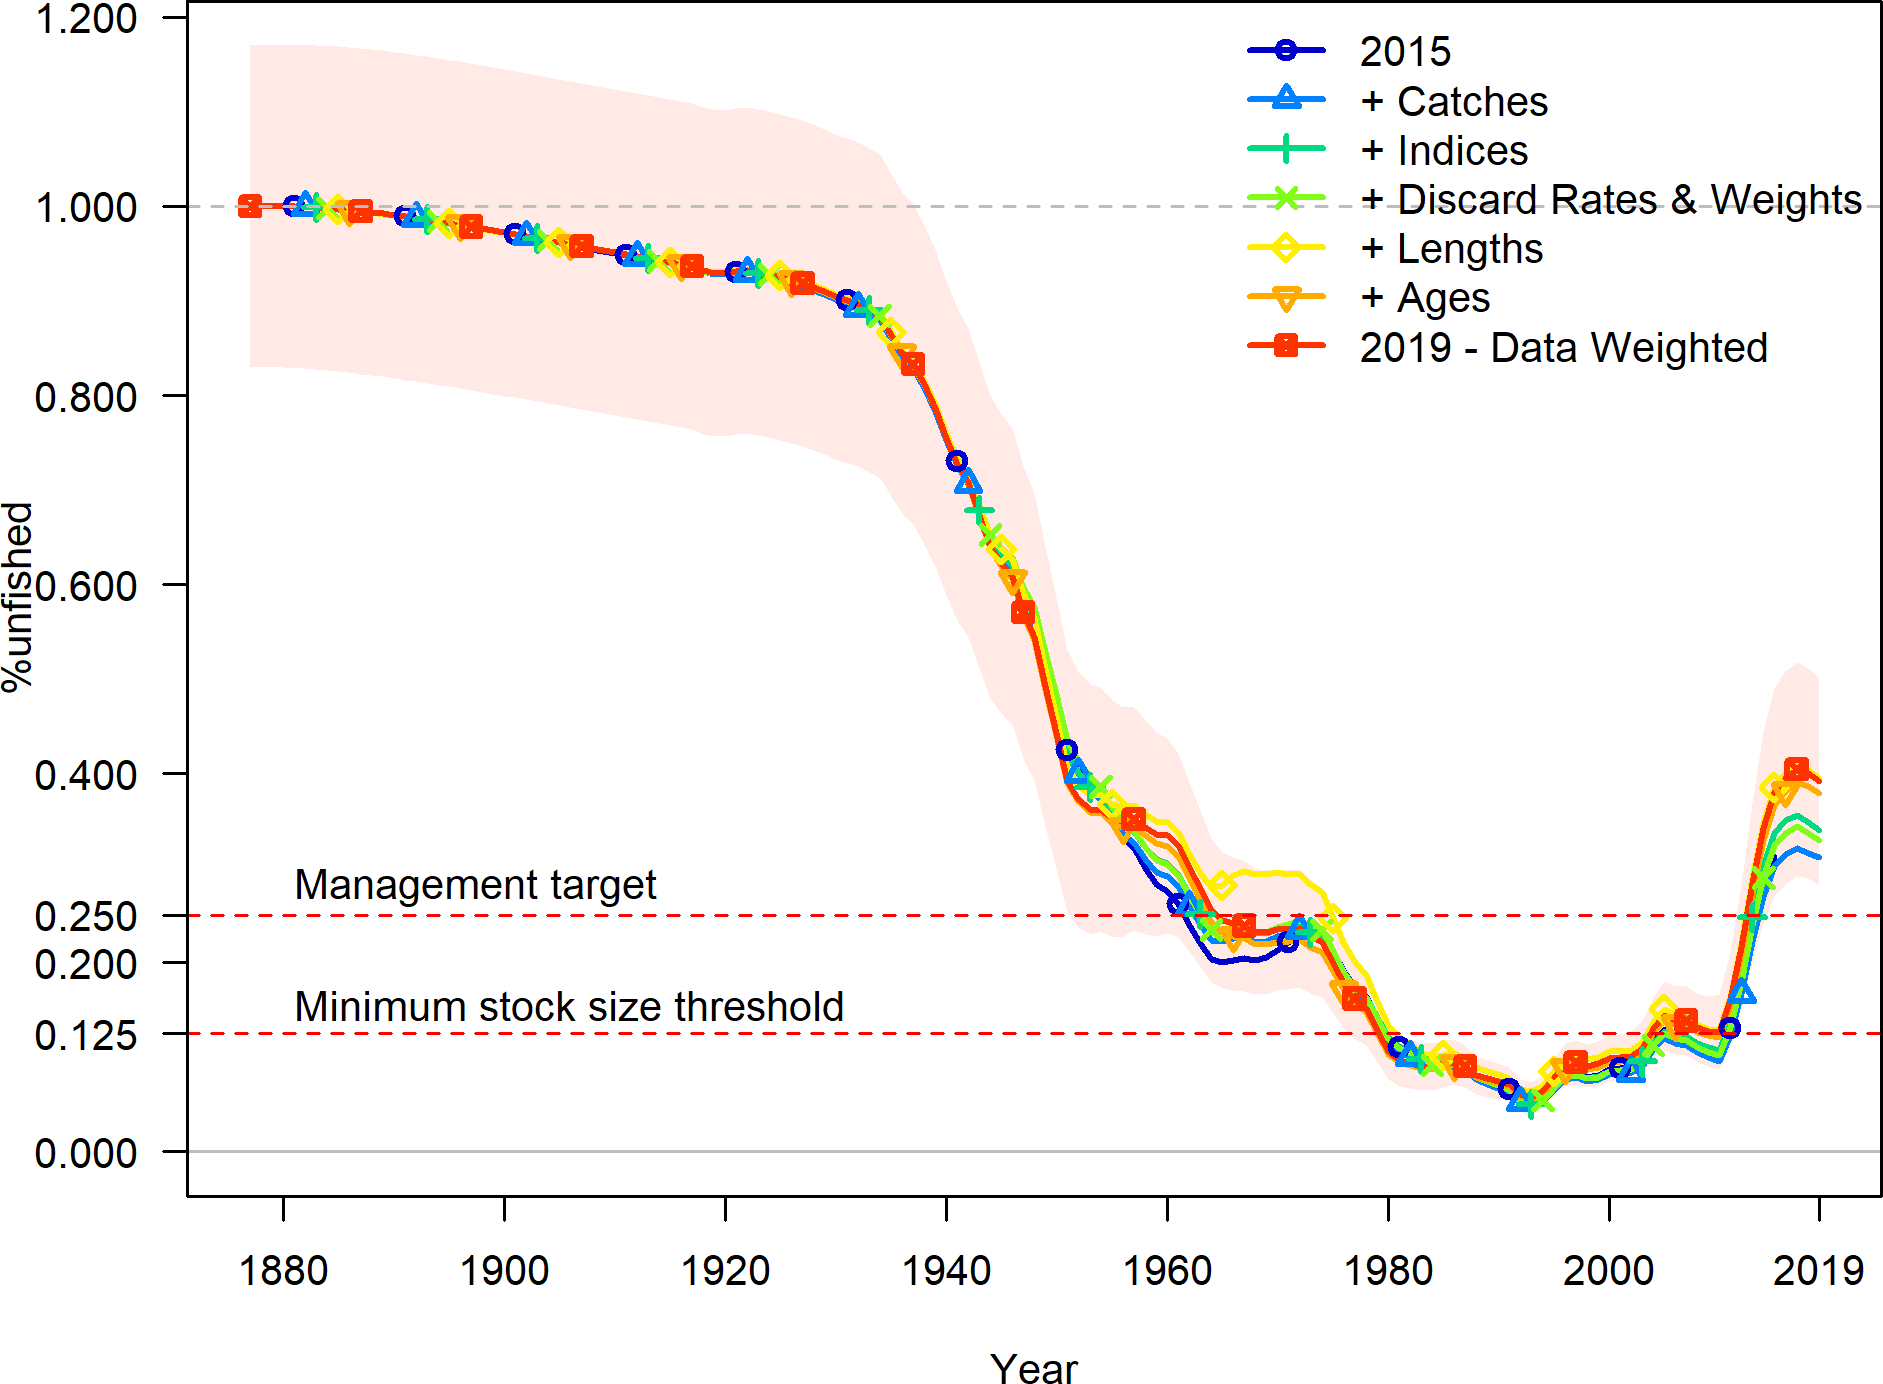 1.200
1.000
0.800
0.600
0.400
0.250
0.200
0.125
0.000
%unfished
2015
+ Catches
+ Indices
+ Discard Rates & Weights
+ Lengths
+ Ages
2019 - Data Weighted
Management target
Minimum stock size threshold
1880 1900 1920 1940 1960 1980 2000 2019
Year